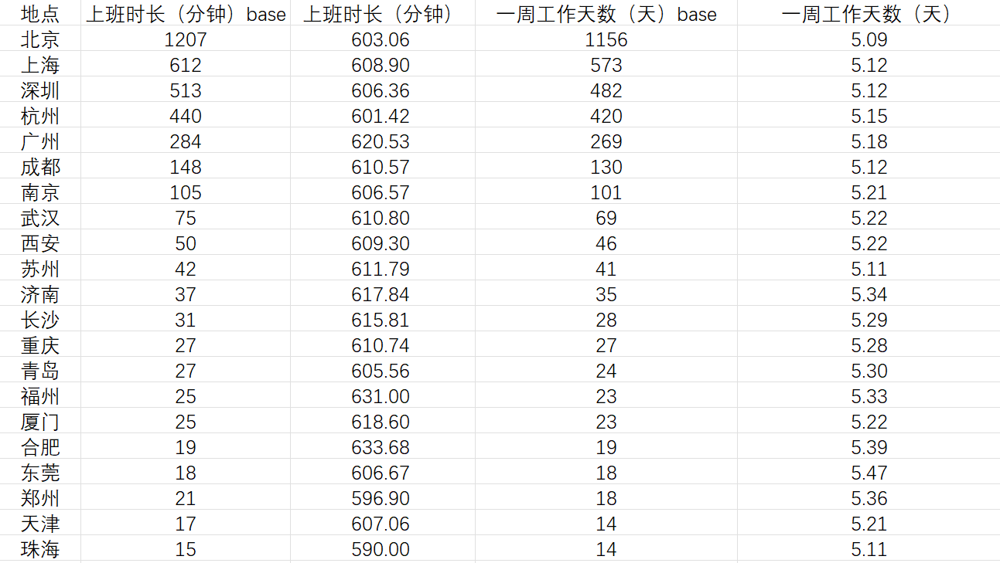 地点 上班时长（分钟）base 上班时长（分钟） 一周工作天数（天）base 一周工作天数（天）
北京 1207 603.06 1156 5.09
上海 612 608.90 573 5.12
深圳 513 606.36 482 5.12
杭州 440 601.42 420 5.15
广州 284 620.53 269 5.18
成都 148 610.57 130 5.12
南京 105 606.57 101 5.21
武汉 75 610.80 69 5.22
西安 50 609.30 46 5.22
苏州 42 611.79 41 5.11
济南 37 617.84 35 5.34
长沙 31 615.81 28 5.29
重庆 27 610.74 27 5.28
青岛 27 605.56 24 5.30
福州 25 631.00 23 5.33
厦门 25 618.60 23 5.22
合肥 19 633.68 19 5.39
东莞 18 606.67 18 5.47
郑州 21 596.90 18 5.36
天津 17 607.06 14 5.21
珠海 15 590.00 14 5.11